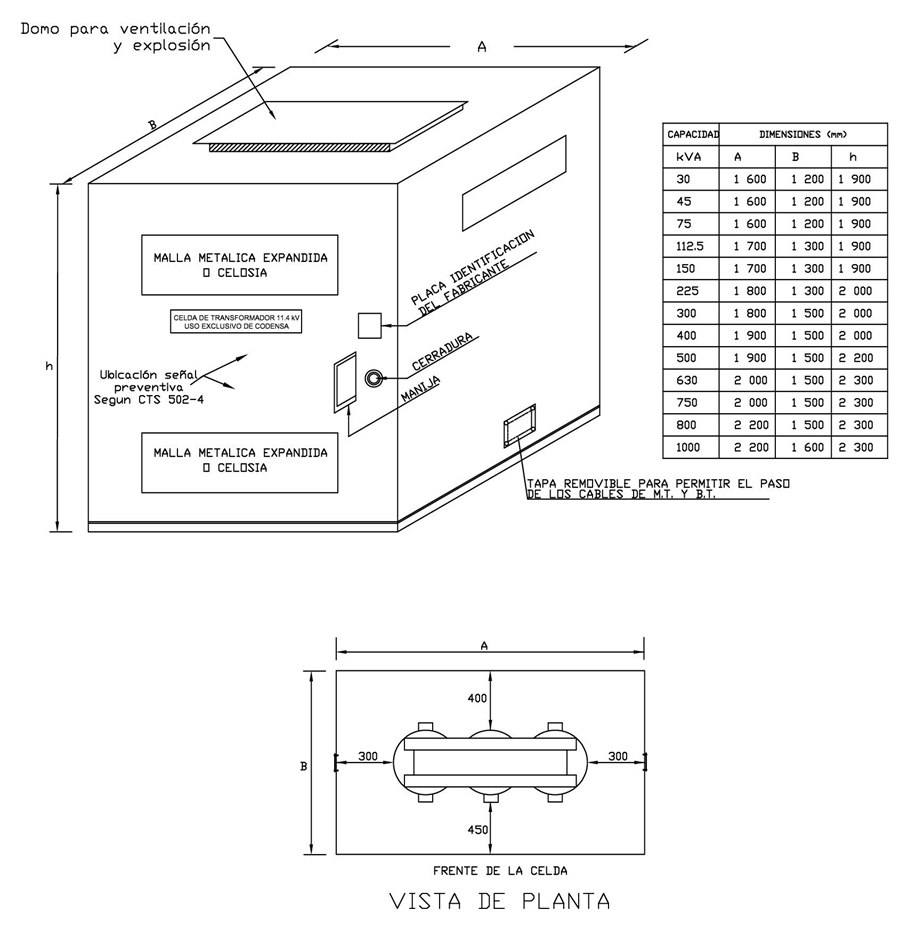 Domo para ventilación
y explosión
A
B
h
MALLA METALICA EXPANDIDA
O CELOSIA
CELDA DE TRANSFORMADOR 11.4 kV
USO EXCLUSIVO DE CODENSA
Ubicación señal
preventiva
Segun CTS 502-4
MALLA METALICA EXPANDIDA
O CELOSIA
PLACA IDENTIFICACION
DEL FABRICANTE
CERRADURA
MANIJA
TAPA REMOVIBLE PARA PERMITIR EL PASO
DE LOS CABLES DE M.T. Y B.T.
CAPACIDAD DIMENSIONES (mm)
kVA A B h
30 1 600 1 200 1 900
45 1 600 1 200 1 900
75 1 600 1 200 1 900
112.5 1 700 1 300 1 900
150 1 700 1 300 1 900
225 1 800 1 300 2 000
300 1 800 1 500 2 000
400 1 900 1 500 2 000
500 1 900 1 500 2 200
630 2 000 1 500 2 300
750 2 000 1 500 2 300
800 2 200 1 500 2 300
1000 2 200 1 600 2 300
A
400
300 300
B
450
FRENTE DE LA CELDA
VISTA DE PLANTA